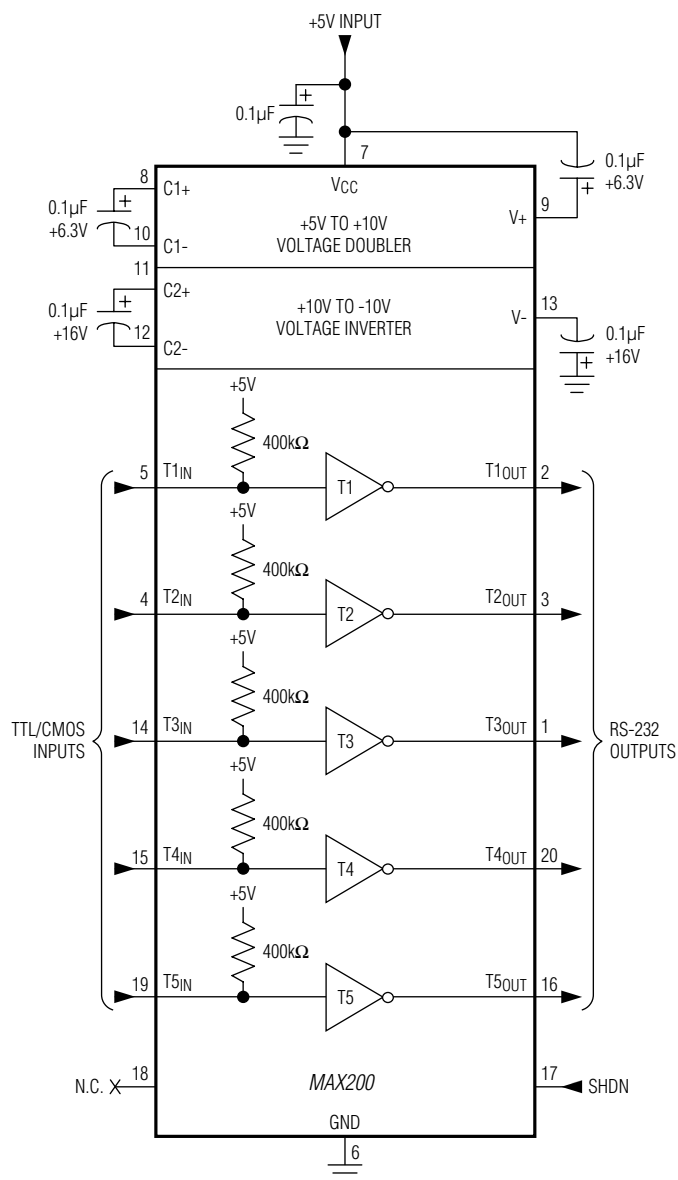 +5V INPUT
0.1µF
+
7
VCC
0.1µF
+6.3V
+
8
C1+
0.1µF
+6.3V
+
10
C1-
+5V TO +10V
VOLTAGE DOUBLER
9
V+
11
C2+
0.1µF
+16V
+
12
C2-
+10V TO -10V
VOLTAGE INVERTER
13
V-
0.1µF
+16V
+
+5V
400kΩ
5
T1IN
T1
T1OUT
2
+5V
400kΩ
4
T2IN
T2
T2OUT
3
+5V
400kΩ
TTL/CMOS
INPUTS
14
T3IN
T3
T3OUT
1
RS-232
OUTPUTS
+5V
400kΩ
15
T4IN
T4
T4OUT
20
+5V
400kΩ
19
T5IN
T5
T5OUT
16
N.C.
18
MAX200
17
SHDN
GND
6